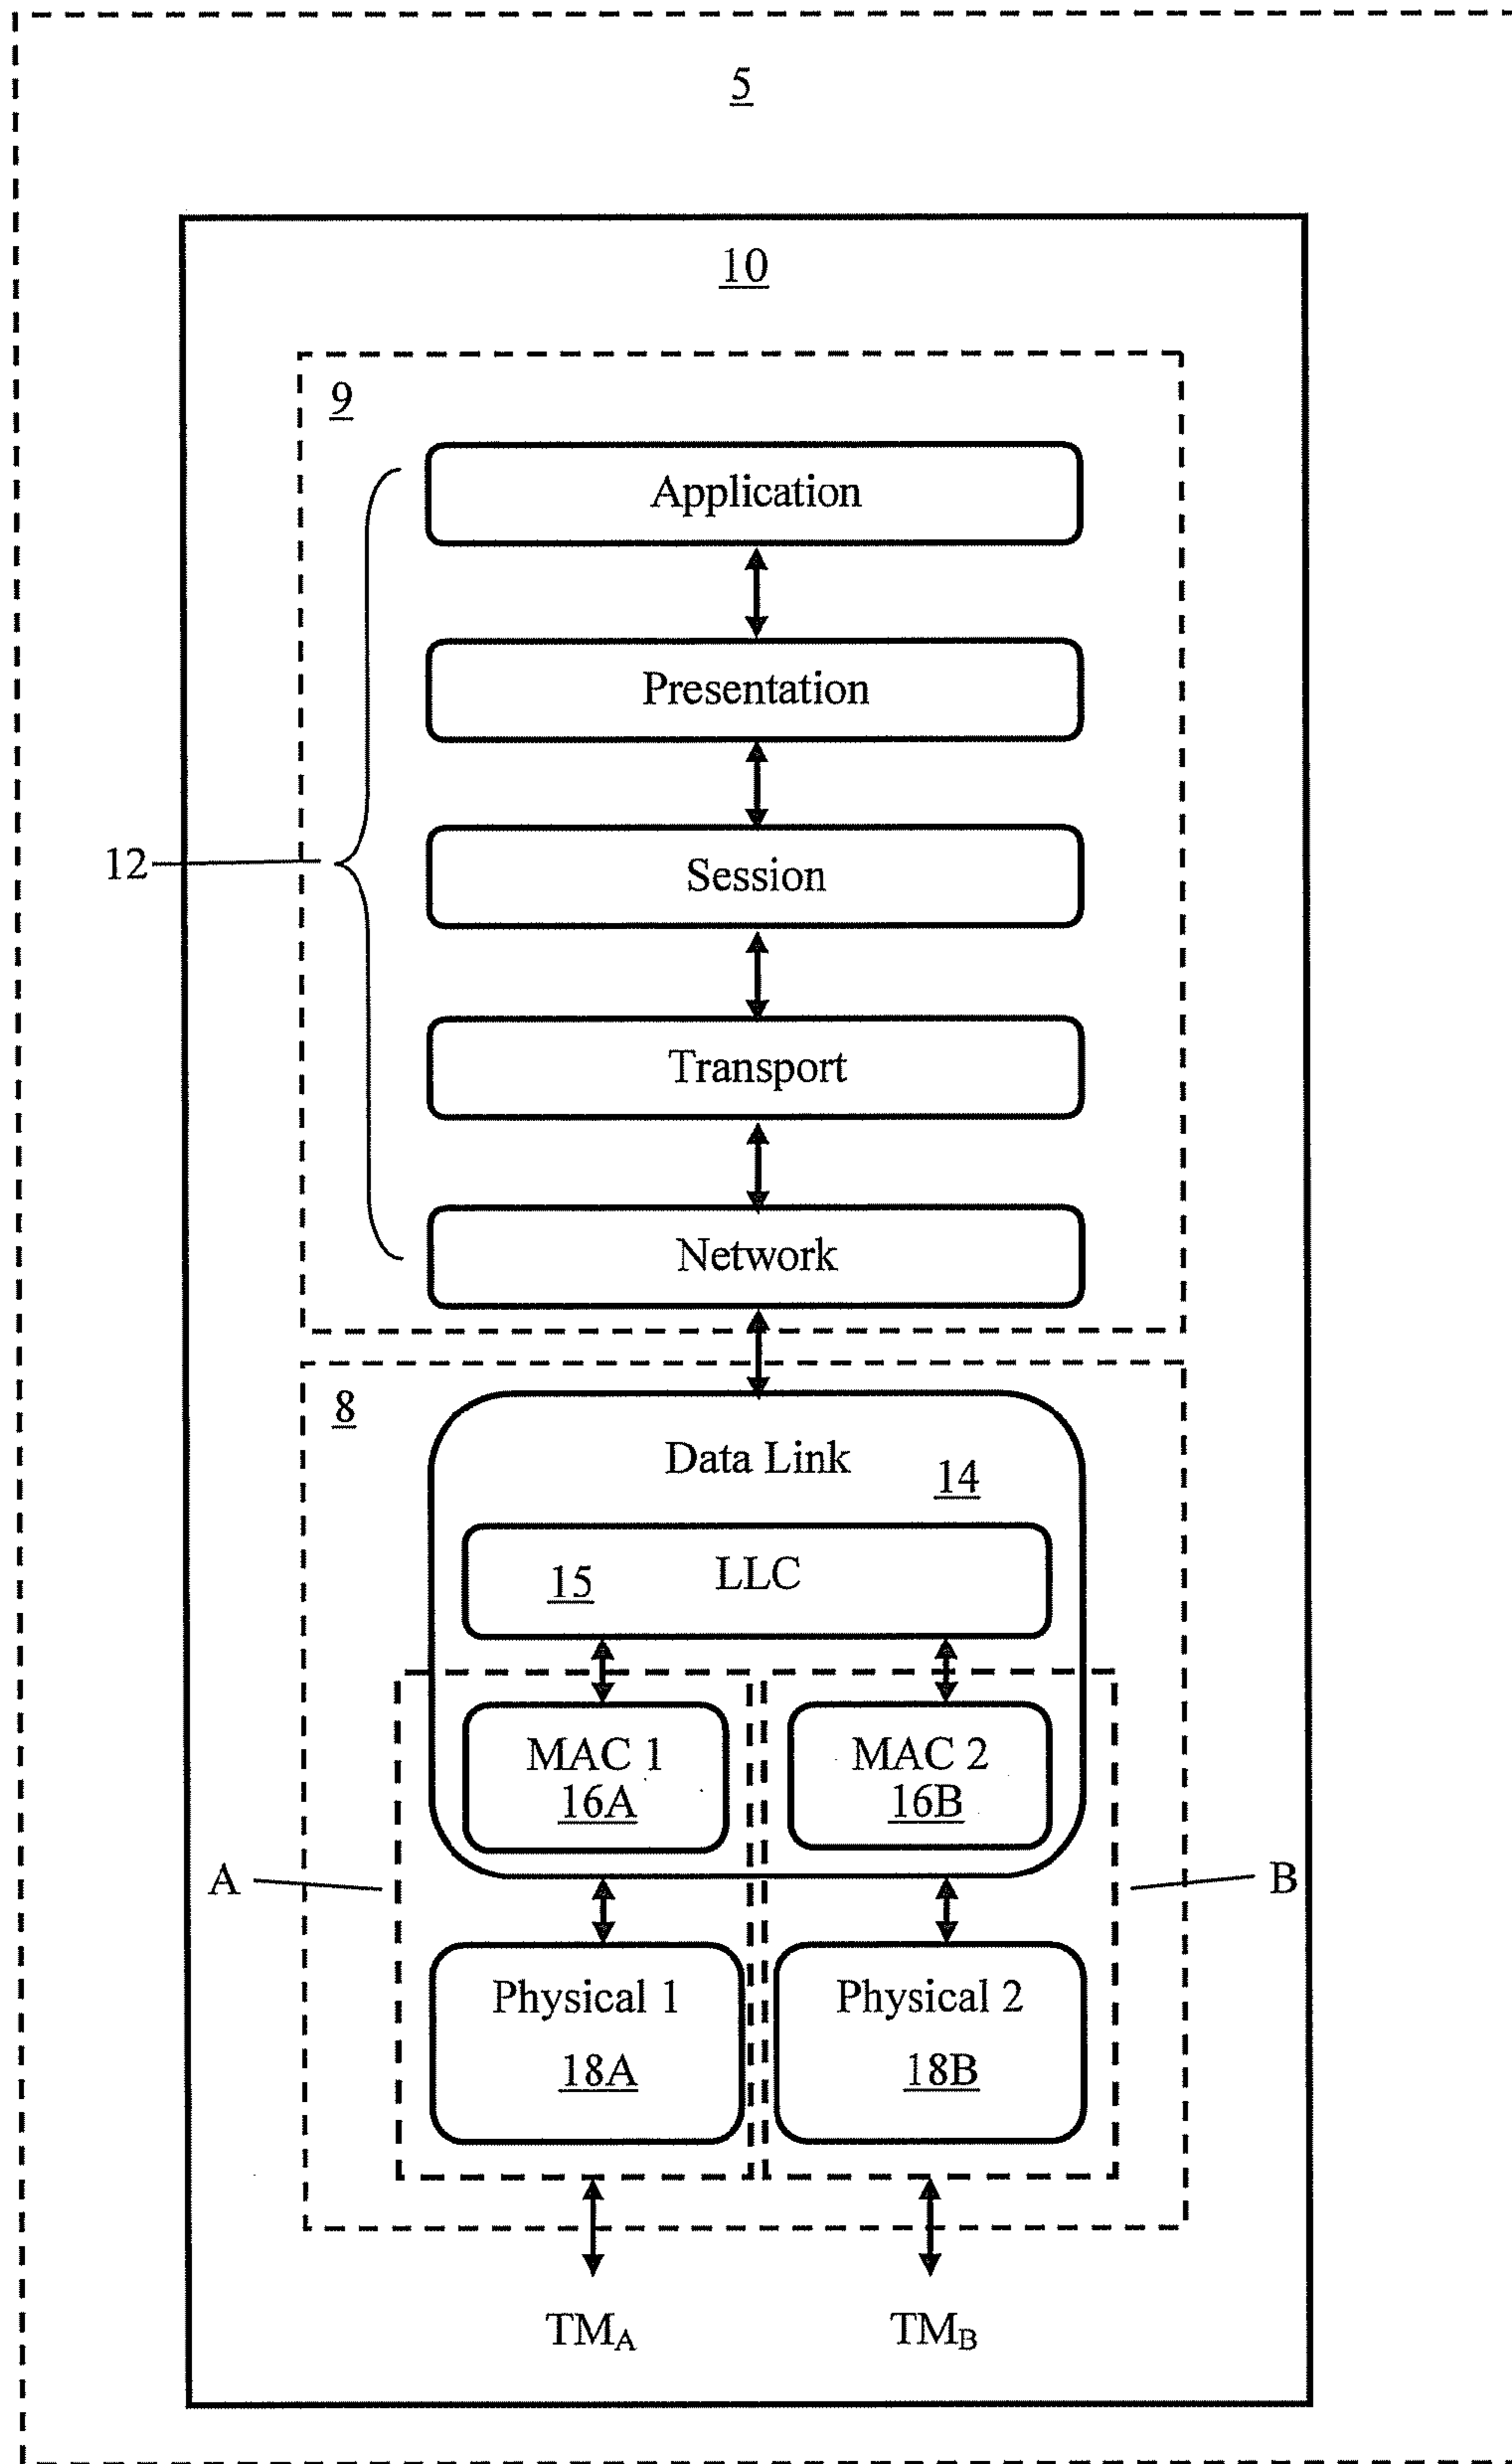 5
10
9
Application
Presentation
12
Session
Transport
Network
8
Data Link
14
15 LLC
MAC 1
16A
MAC 2
16B
A
B
Physical 1
18A
Physical 2
18B
TMA
TMB